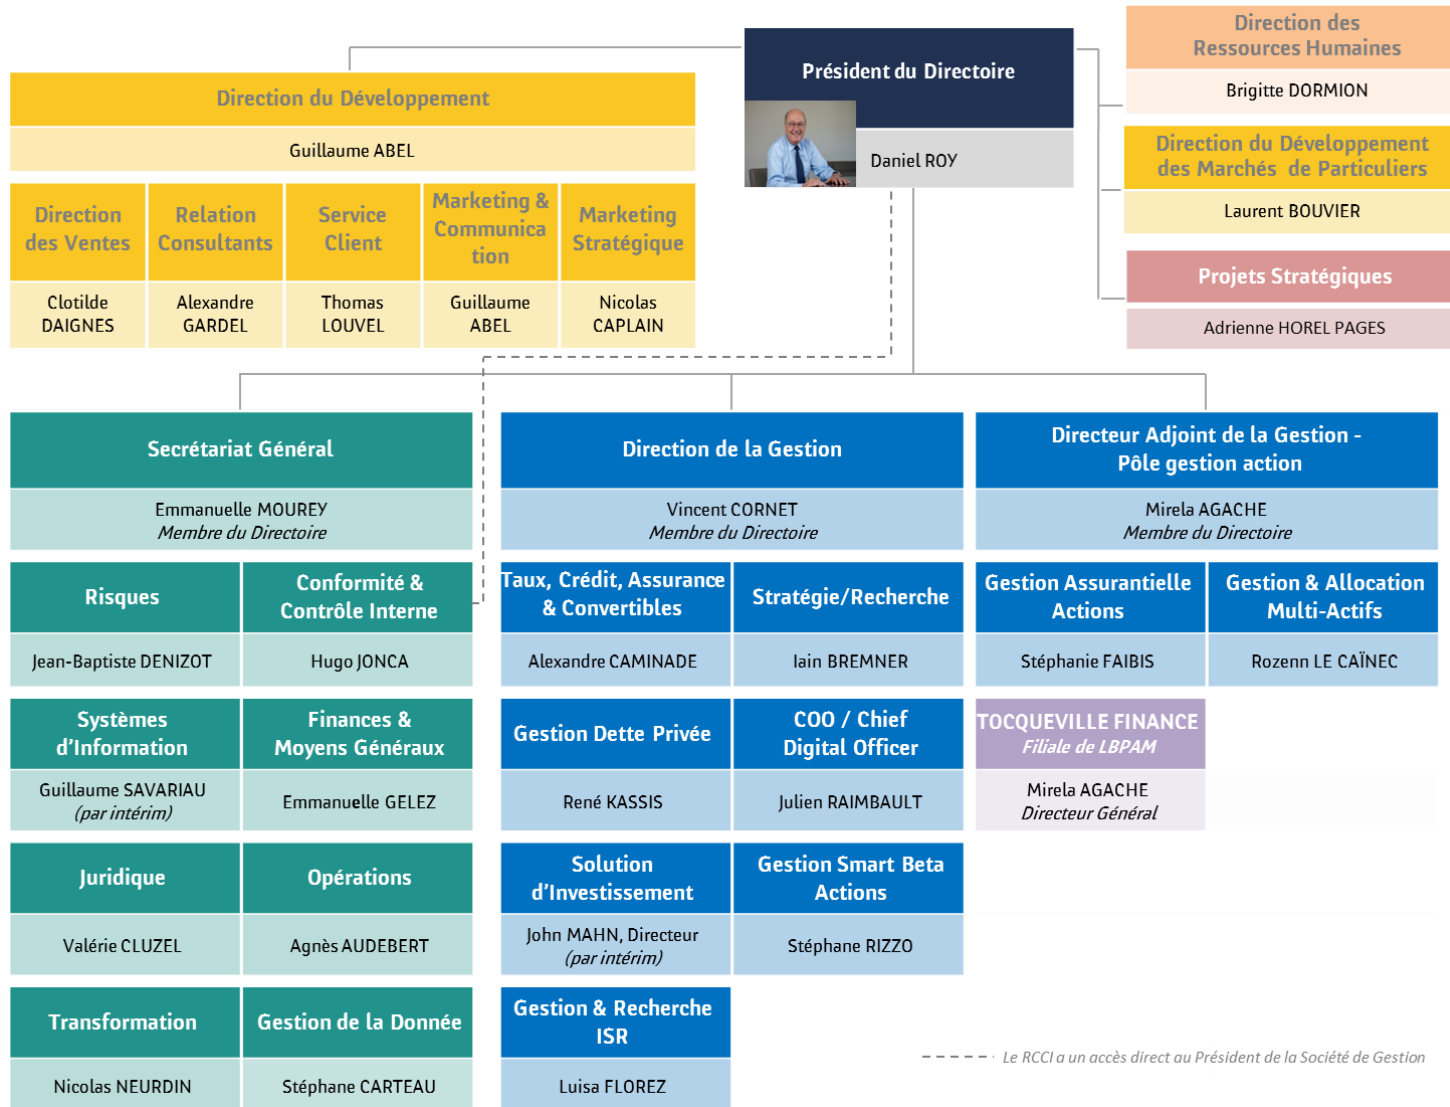 Direction du Développement
Guillaume ABEL
Direction
des Ventes
Clotilde
DAIGNES
Relation
Consultants
Alexandre
GARDEL
Service
Client
Thomas
LOUVEL
Marketing &
Communica
tion
Guillaume
ABEL
Marketing
Stratégique
Nicolas
CAPLAIN
Président du Directoire
Daniel ROY
Direction des
Ressources Humaines
Brigitte DORMION
Direction du Développement
des Marchés de Particuliers
Laurent BOUVIER
Projets Stratégiques
Adrienne HOREL PAGES
Secrétariat Général
Emmanuelle MOUREY
Membre du Directoire
Risques
Jean-Baptiste DENIZOT
Conformité &
Contrôle Interne
Hugo JONCA
Systèmes
d'Information
Guillaume SAVARIAU
(par intérim)
Finances &
Moyens Généraux
Emmanuelle GELEZ
Juridique
Valérie CLUZEL
Opérations
Agnès AUDEBERT
Transformation
Nicolas NEURDIN
Gestion de la Donnée
Stéphane CARTEAU
Direction de la Gestion
Vincent CORNET
Membre du Directoire
Taux, Crédit, Assurance
& Convertibles
Alexandre CAMINADE
Stratégie/Recherche
Iain BREMNER
Gestion Dette Privée
René KASSIS
COO / Chief
Digital Officer
Julien RAIMBAULT
Solution
d'Investissement
John MAHN, Directeur
(par intérim)
Gestion Smart Beta
Actions
Stéphane RIZZO
Gestion & Recherche
ISR
Luisa FLOREZ
Directeur Adjoint de la Gestion -
Pôle gestion action
Mirela AGACHE
Membre du Directoire
Gestion Assurantielle
Actions
Stéphanie FAIBIS
Gestion & Allocation
Multi-Actifs
Rozenn LE CAÏNEC
TOCQUEVILLE FINANCE
Filiale de LBPAM
Mirela AGACHE
Directeur Général
Le RCCI a un accès direct au Président de la Société de Gestion